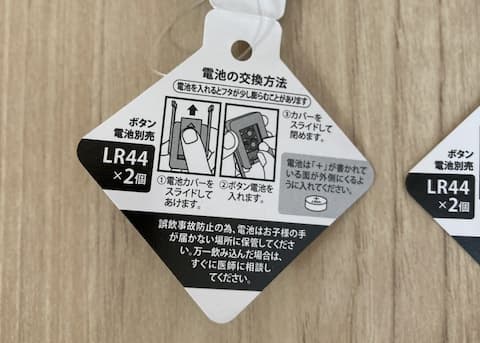 電池の交換方法
電池を入れるとフタが少し膨らむことがあります
ボタン
電池別売
LR44
×2個
①電池カバーを
スライドして
あけます。
②ボタン電池を
入れます。
③カバーを
スライドして
閉めます。
電池は「+」が書かれて
いる面が外側にくるよ
うに入れてください。
誤飲事故防止の為、電池はお子様の手
が届かない場所に保管してくださ
い。万一飲み込んだ場合は、
すぐに医師に相談し
てください。
ボタン
電池別売
LR44
×2個